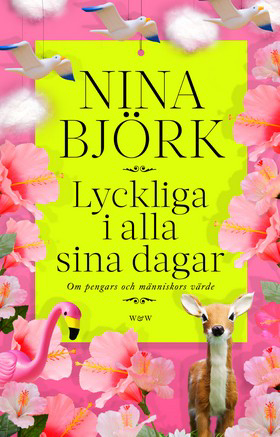 NINA
BJÖRK
Lyckliga
i alla
sina dagar
Om pengars och människors värde
W&W